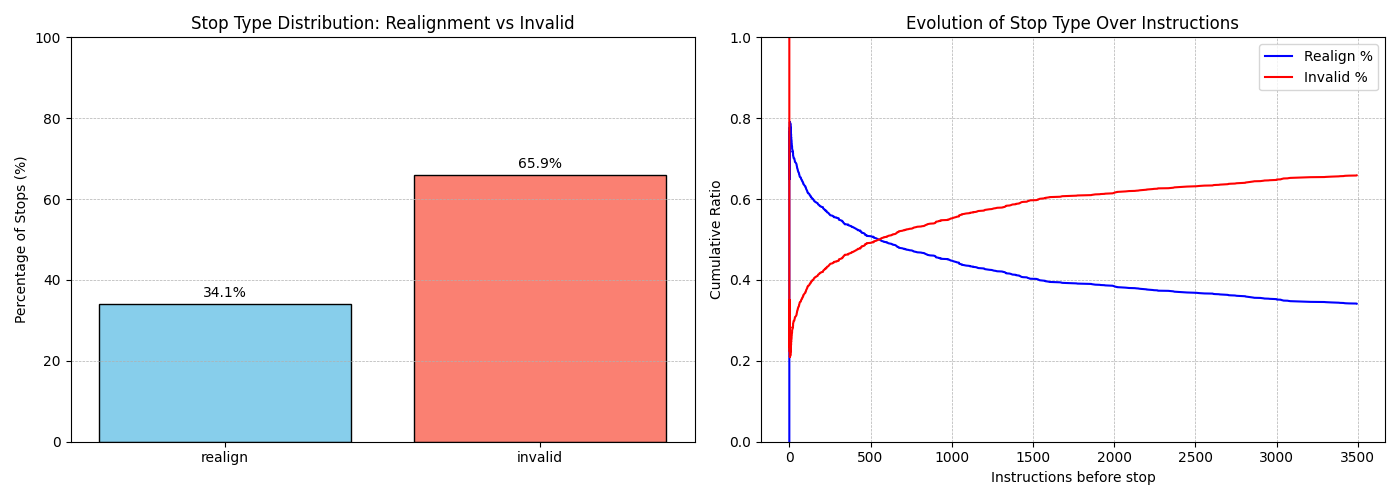 Stop Type Distribution: Realignment vs Invalid
Percentage of Stops (%)
100
80
60
40
20
0
34.1%
65.9%
realign
invalid
Evolution of Stop Type Over Instructions
Cumulative Ratio
1.0
0.8
0.6
0.4
0.2
0.0
Realign %
Invalid %
0 500 1000 1500 2000 2500 3000 3500
Instructions before stop